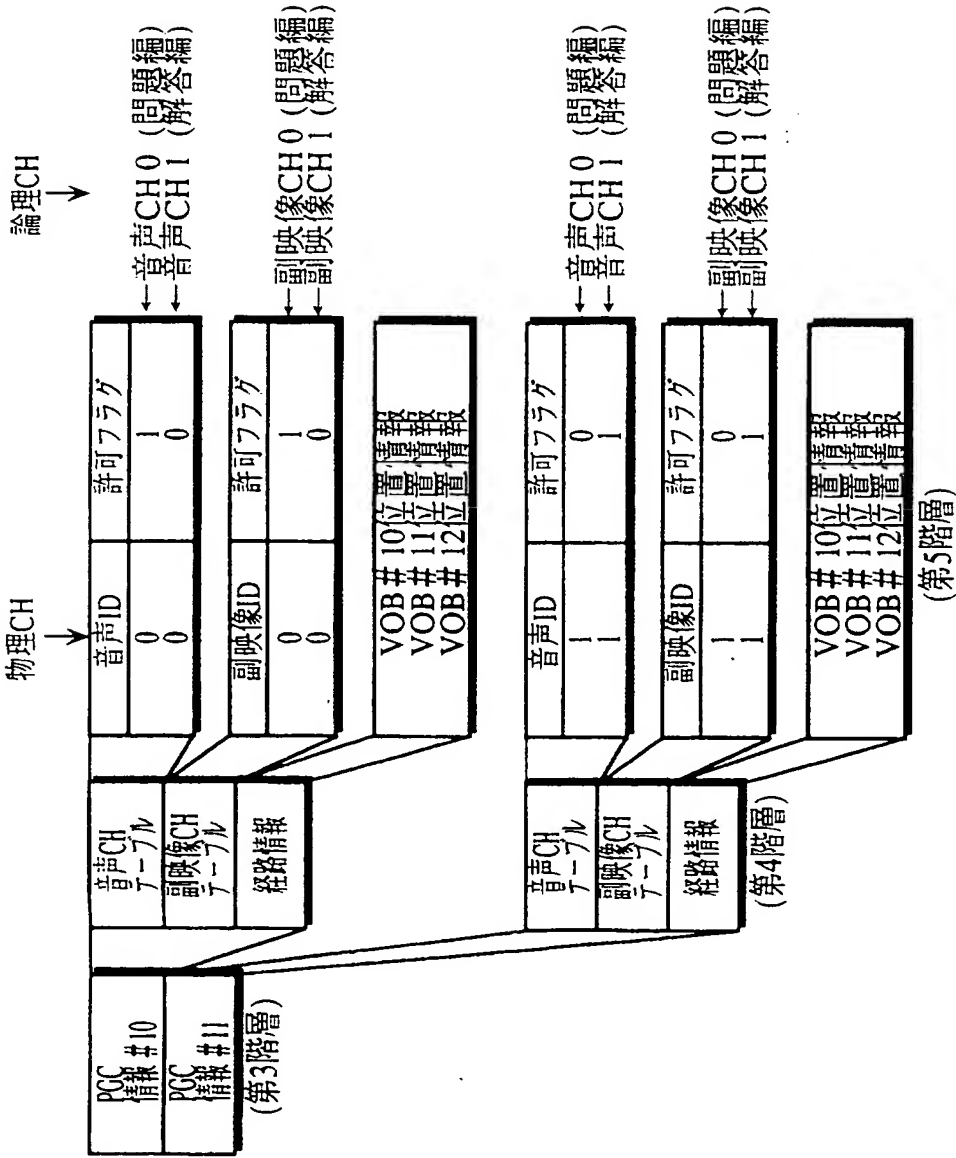 物理CH
論理CH
PGC
情報#10
PGC
情報#11
(第3階層)
音声CH
テーブル
副映像CH
テーブル
経路情報
音声ID
許可フラグ
0 1 音声CH 0 (問題編)
0 0 音声CH 1 (解答編)
副映像ID
許可フラグ
0 1 副映像CH 0 (問題編)
0 0 副映像CH 1 (解答編)
VOB# 10位置情報
VOB# 11位置情報
VOB# 12位置情報
音声CH
テーブル
副映像CH
テーブル
経路情報
(第4階層)
音声ID
許可フラグ
1 0 音声CH 0 (問題編)
1 1 音声CH 1 (解答編)
副映像ID
許可フラグ
1 0 副映像CH 0 (問題編)
1 1 副映像CH 1 (解答編)
VOB# 10位置情報
VOB# 11位置情報
VOB# 12位置情報
(第5階層)